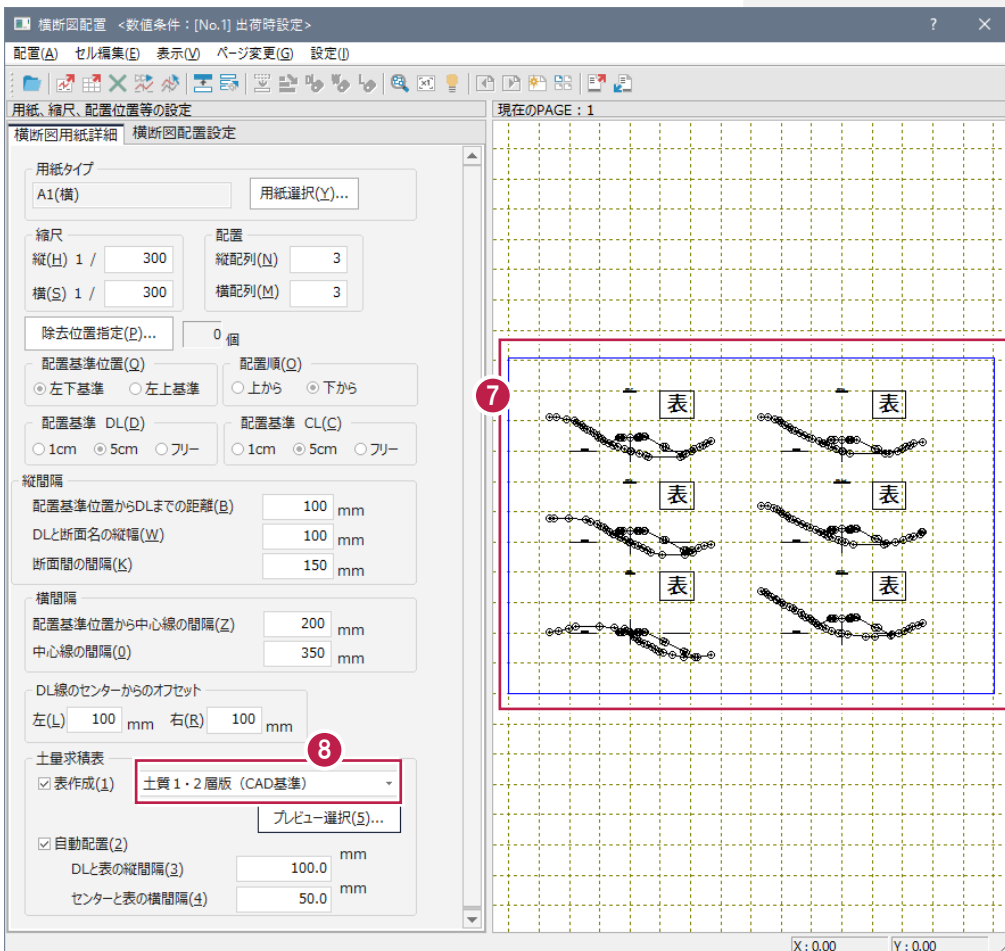 横断図配置 <数値条件：[No.1] 出荷時設定> ? ×
配置(A) セル編集(E) 表示(V) ページ変更(G) 設定(I)
用紙、縮尺、配置位置等の設定
現在のPAGE：1
横断図用紙詳細 横断図配置設定
用紙タイプ
A1(横) 用紙選択(Y)...
縮尺 配置
縦(H) 1 / 300 縦配列(N) 3
横(S) 1 / 300 横配列(M) 3
除去位置指定(P)... 0 個
配置基準位置(Q) 配置順(O)
左下基準 左上基準 上から 下から
配置基準 DL(D) 配置基準 CL(C)
1cm 5cm フリー 1cm 5cm フリー
縦間隔
配置基準位置からDLまでの距離(B) 100 mm
DLと断面名の縦幅(W) 100 mm
断面間の間隔(K) 150 mm
横間隔
配置基準位置から中心線の間隔(Z) 200 mm
中心線の間隔(0) 350 mm
DL線のセンターからのオフセット
左(L) 100 mm 右(R) 100 mm
土量求積表
8
表作成(1) 土質1・2層版（CAD基準）
プレビュー選択(5)...
自動配置(2)
DLと表の縦間隔(3) 100.0 mm
センターと表の横間隔(4) 50.0 mm
7
表 表
表 表
表 表
X : 0.00 Y : 0.00